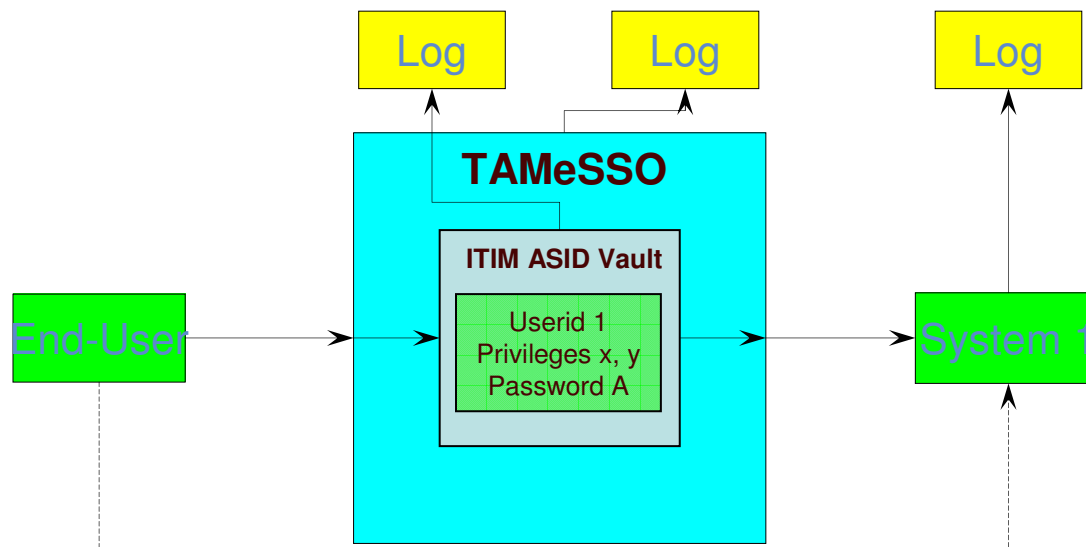 Log
Log
Log
TAMeSSO
ITIM ASID Vault
Userid 1
Privileges x, y
Password A
End-User
System 1